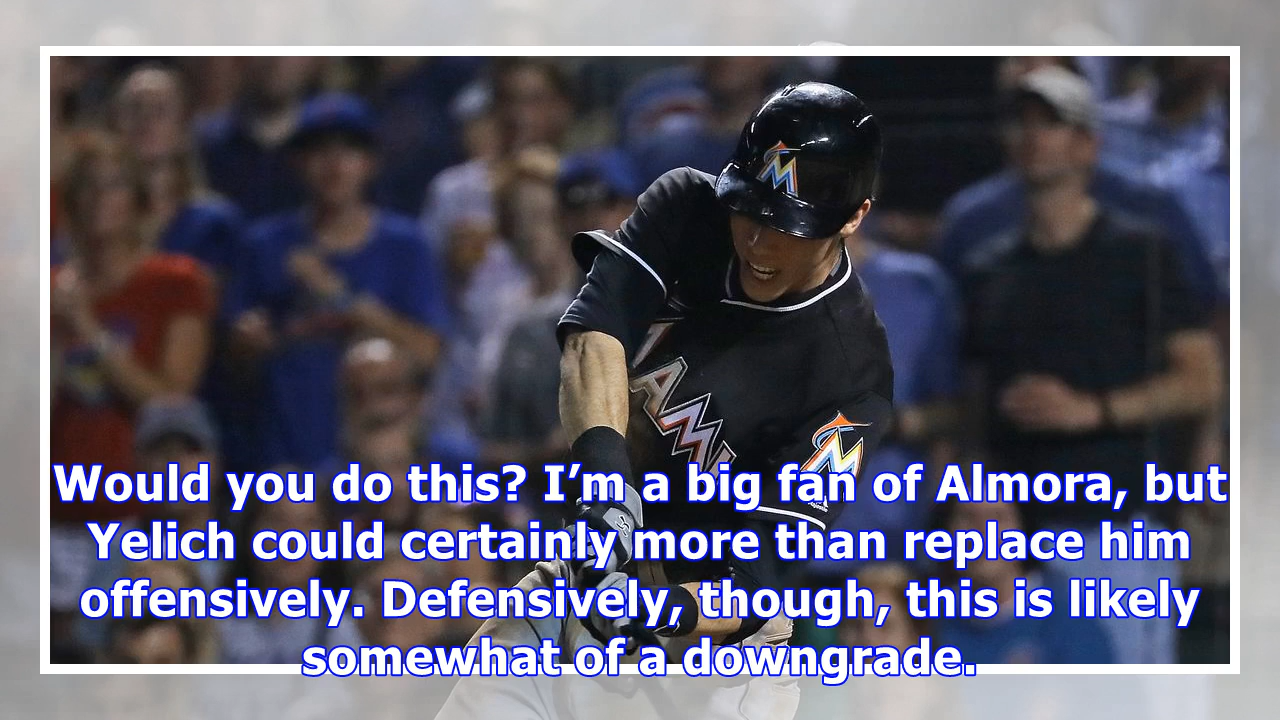 Would you do this? I’m a big fan of Almora, but
Yelich could certainly more than replace him
offensively. Defensively, though, this is likely
somewhat of a downgrade.
M
MIAMI
M